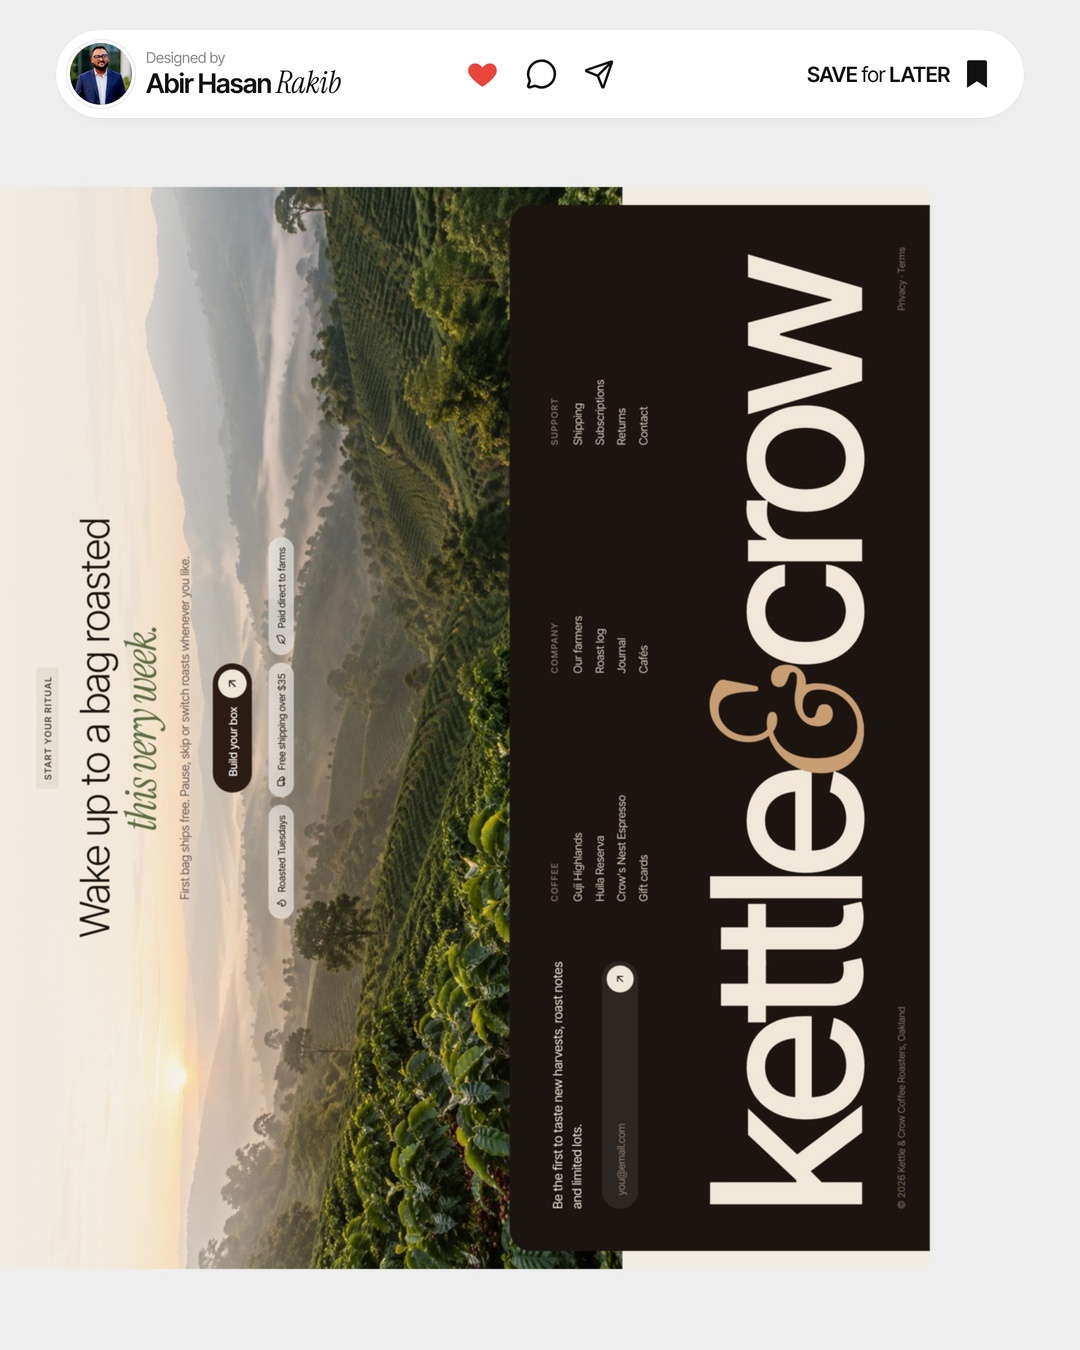 Designed by
Abir Hasan Rakib
SAVE for LATER
START YOUR RITUAL
Wake up to a bag roasted
this very week.
First bag ships free. Pause, skip or switch roasts whenever you like.
Build your box
Roasted Tuesdays
Free shipping over $35
Paid direct to farms
Be the first to taste new harvests, roast notes
and limited lots.
you@email.com
COFFEE
Guji Highlands
Huila Reserva
Crow's Nest Espresso
Gift cards
COMPANY
Our farmers
Roast log
Journal
Cafés
SUPPORT
Shipping
Subscriptions
Returns
Contact
kettle&crow
© 2026 Kettle & Crow Coffee Roasters, Oakland
Privacy · Terms